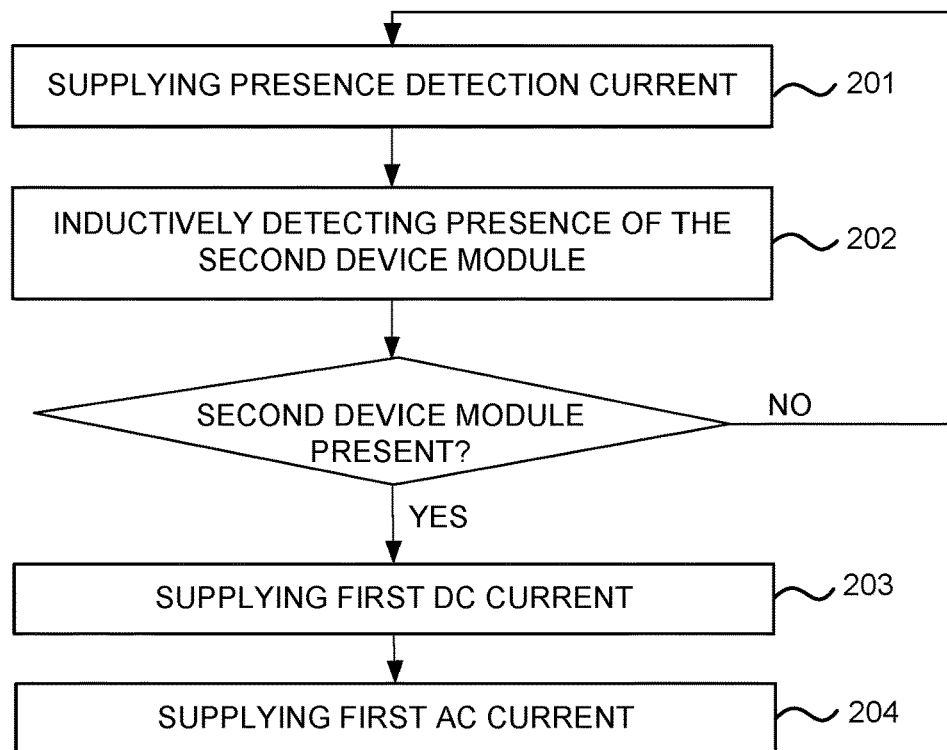 SUPPLYING PRESENCE DETECTION CURRENT
201
INDUCTIVELY DETECTING PRESENCE OF THE
SECOND DEVICE MODULE
202
SECOND DEVICE MODULE
PRESENT?
NO
YES
SUPPLYING FIRST DC CURRENT
203
SUPPLYING FIRST AC CURRENT
204